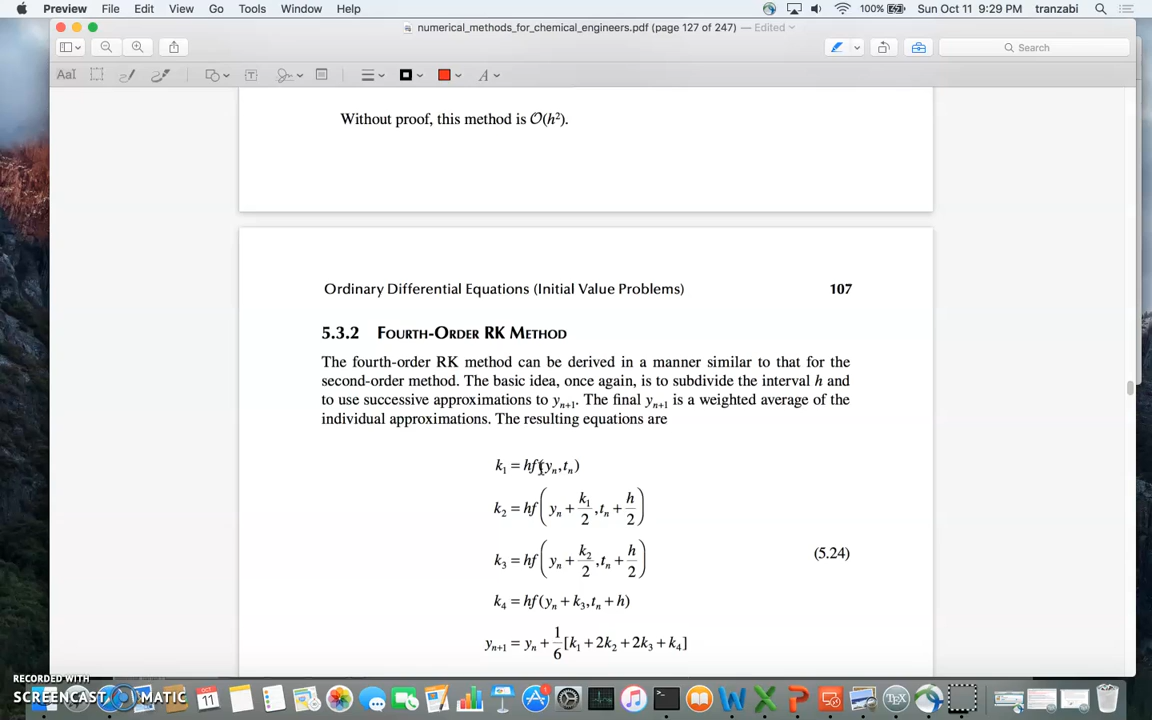 Preview File Edit View Go Tools Window Help 100% Sun Oct 11 9:29 PM tranzabi
numerical_methods_for_chemical_engineers.pdf (page 127 of 247) — Edited
Search
AaI T A
Without proof, this method is O(h²).
Ordinary Differential Equations (Initial Value Problems) 107
5.3.2 Fourth-Order RK Method
The fourth-order RK method can be derived in a manner similar to that for the
second-order method. The basic idea, once again, is to subdivide the interval h and
to use successive approximations to yₙ₊₁. The final yₙ₊₁ is a weighted average of the
individual approximations. The resulting equations are
k₁ = hf(yₙ,tₙ)
k₂ = hf(yₙ + k₁/2, tₙ + h/2)
k₃ = hf(yₙ + k₂/2, tₙ + h/2) (5.24)
k₄ = hf(yₙ + k₃,tₙ + h)
yₙ₊₁ = yₙ + 1/6[k₁ + 2k₂ + 2k₃ + k₄]
RECORDED WITH
SCREENCAST MATIC
OCT
11